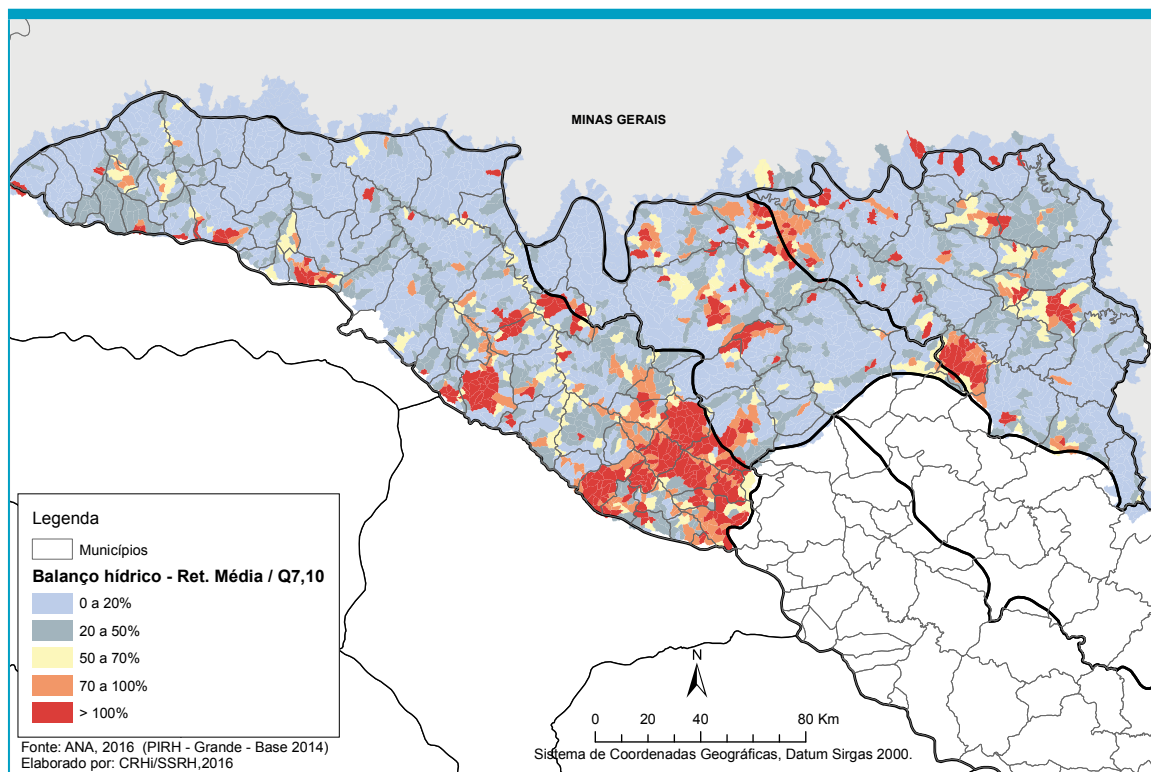 MINAS GERAIS
Legenda
Municípios
Balanço hídrico - Ret. Média / Q7,10
0 a 20%
20 a 50%
50 a 70%
70 a 100%
> 100%
N
0 20 40 80 Km
Sistema de Coordenadas Geográficas, Datum Sirgas 2000.
Fonte: ANA, 2016 (PIRH - Grande - Base 2014)
Elaborado por: CRHi/SSRH,2016